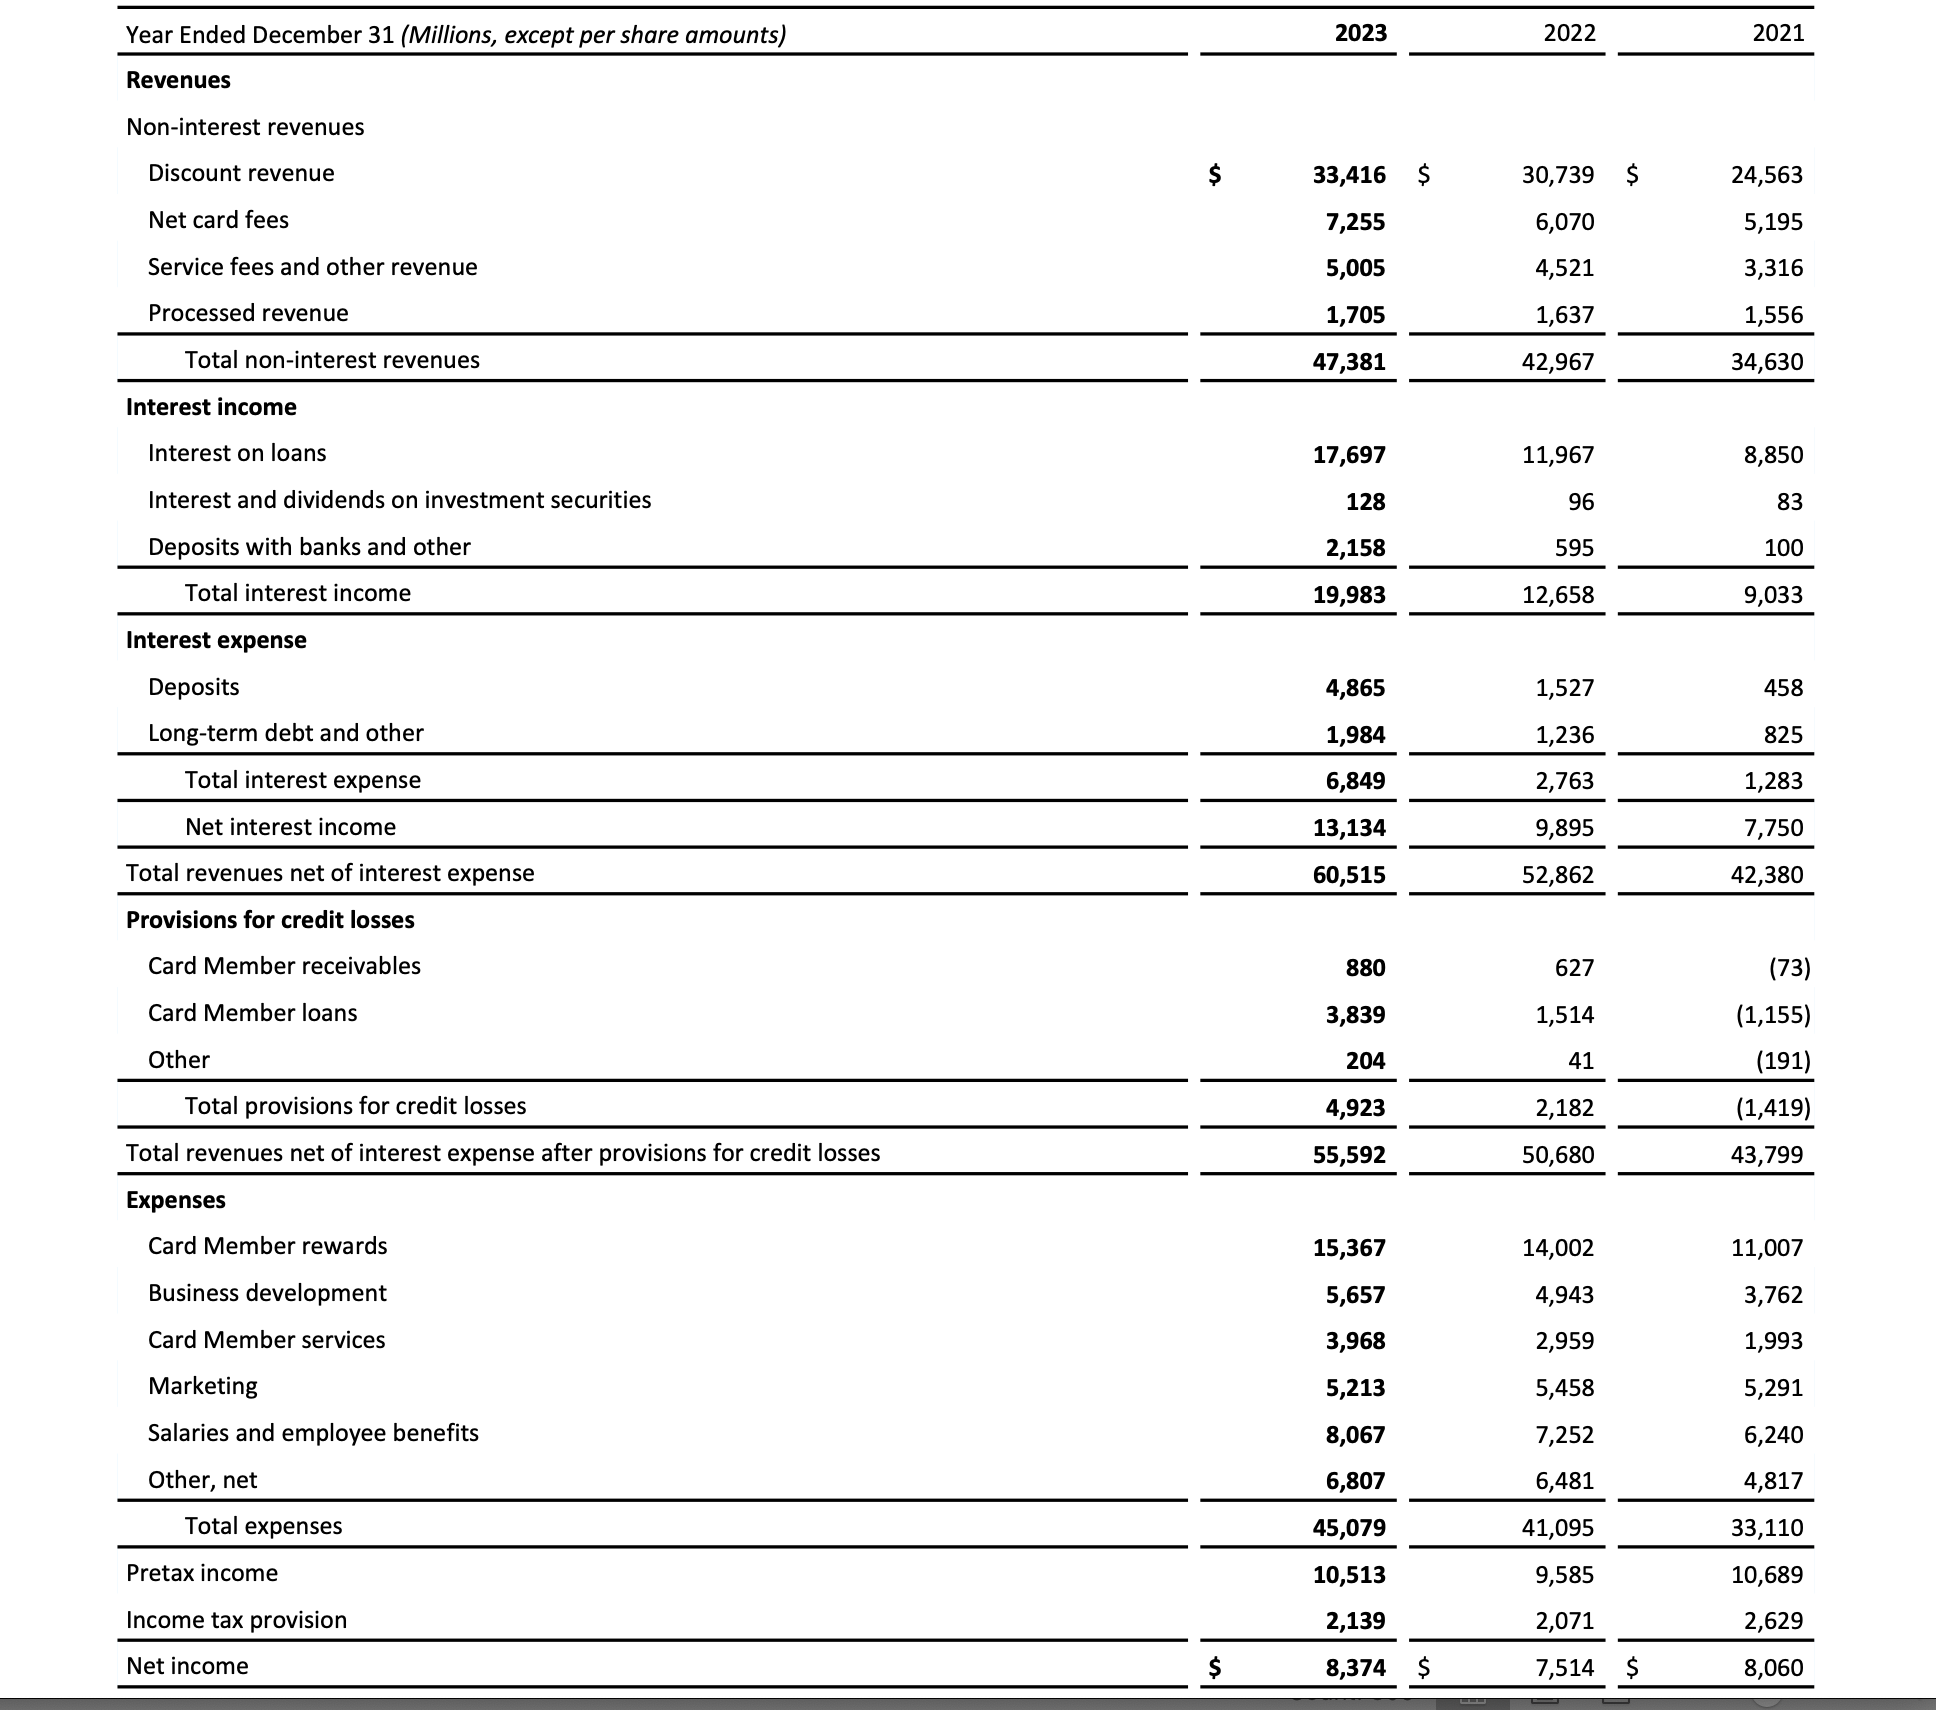 Year Ended December 31 (Millions, except per share amounts) 2023 2022 2021
Revenues
Non-interest revenues
Discount revenue $ 33,416 $ 30,739 $ 24,563
Net card fees 7,255 6,070 5,195
Service fees and other revenue 5,005 4,521 3,316
Processed revenue 1,705 1,637 1,556
Total non-interest revenues 47,381 42,967 34,630
Interest income
Interest on loans 17,697 11,967 8,850
Interest and dividends on investment securities 128 96 83
Deposits with banks and other 2,158 595 100
Total interest income 19,983 12,658 9,033
Interest expense
Deposits 4,865 1,527 458
Long-term debt and other 1,984 1,236 825
Total interest expense 6,849 2,763 1,283
Net interest income 13,134 9,895 7,750
Total revenues net of interest expense 60,515 52,862 42,380
Provisions for credit losses
Card Member receivables 880 627 (73)
Card Member loans 3,839 1,514 (1,155)
Other 204 41 (191)
Total provisions for credit losses 4,923 2,182 (1,419)
Total revenues net of interest expense after provisions for credit losses 55,592 50,680 43,799
Expenses
Card Member rewards 15,367 14,002 11,007
Business development 5,657 4,943 3,762
Card Member services 3,968 2,959 1,993
Marketing 5,213 5,458 5,291
Salaries and employee benefits 8,067 7,252 6,240
Other, net 6,807 6,481 4,817
Total expenses 45,079 41,095 33,110
Pretax income 10,513 9,585 10,689
Income tax provision 2,139 2,071 2,629
Net income $ 8,374 $ 7,514 $ 8,060